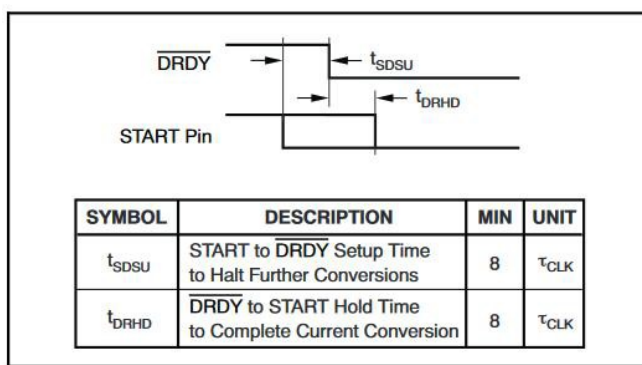 DRDY
tSDSU
tDRHD
START Pin
SYMBOL DESCRIPTION MIN UNIT
tSDSU START to DRDY Setup Time to Halt Further Conversions 8 τCLK
tDRHD DRDY to START Hold Time to Complete Current Conversion 8 τCLK